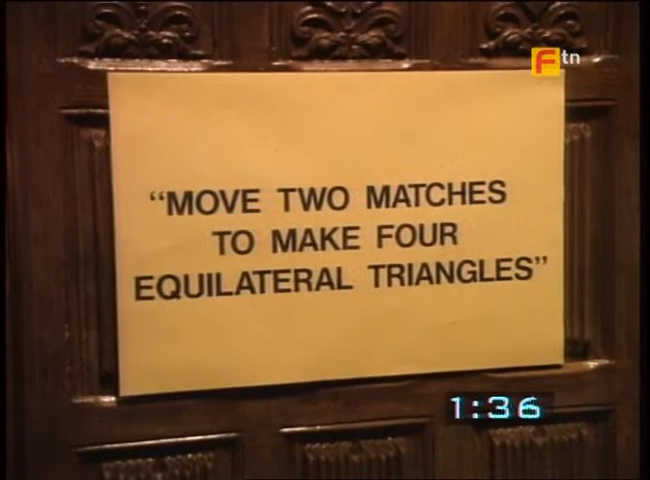 Ftn
“MOVE TWO MATCHES
TO MAKE FOUR
EQUILATERAL TRIANGLES”
1:36